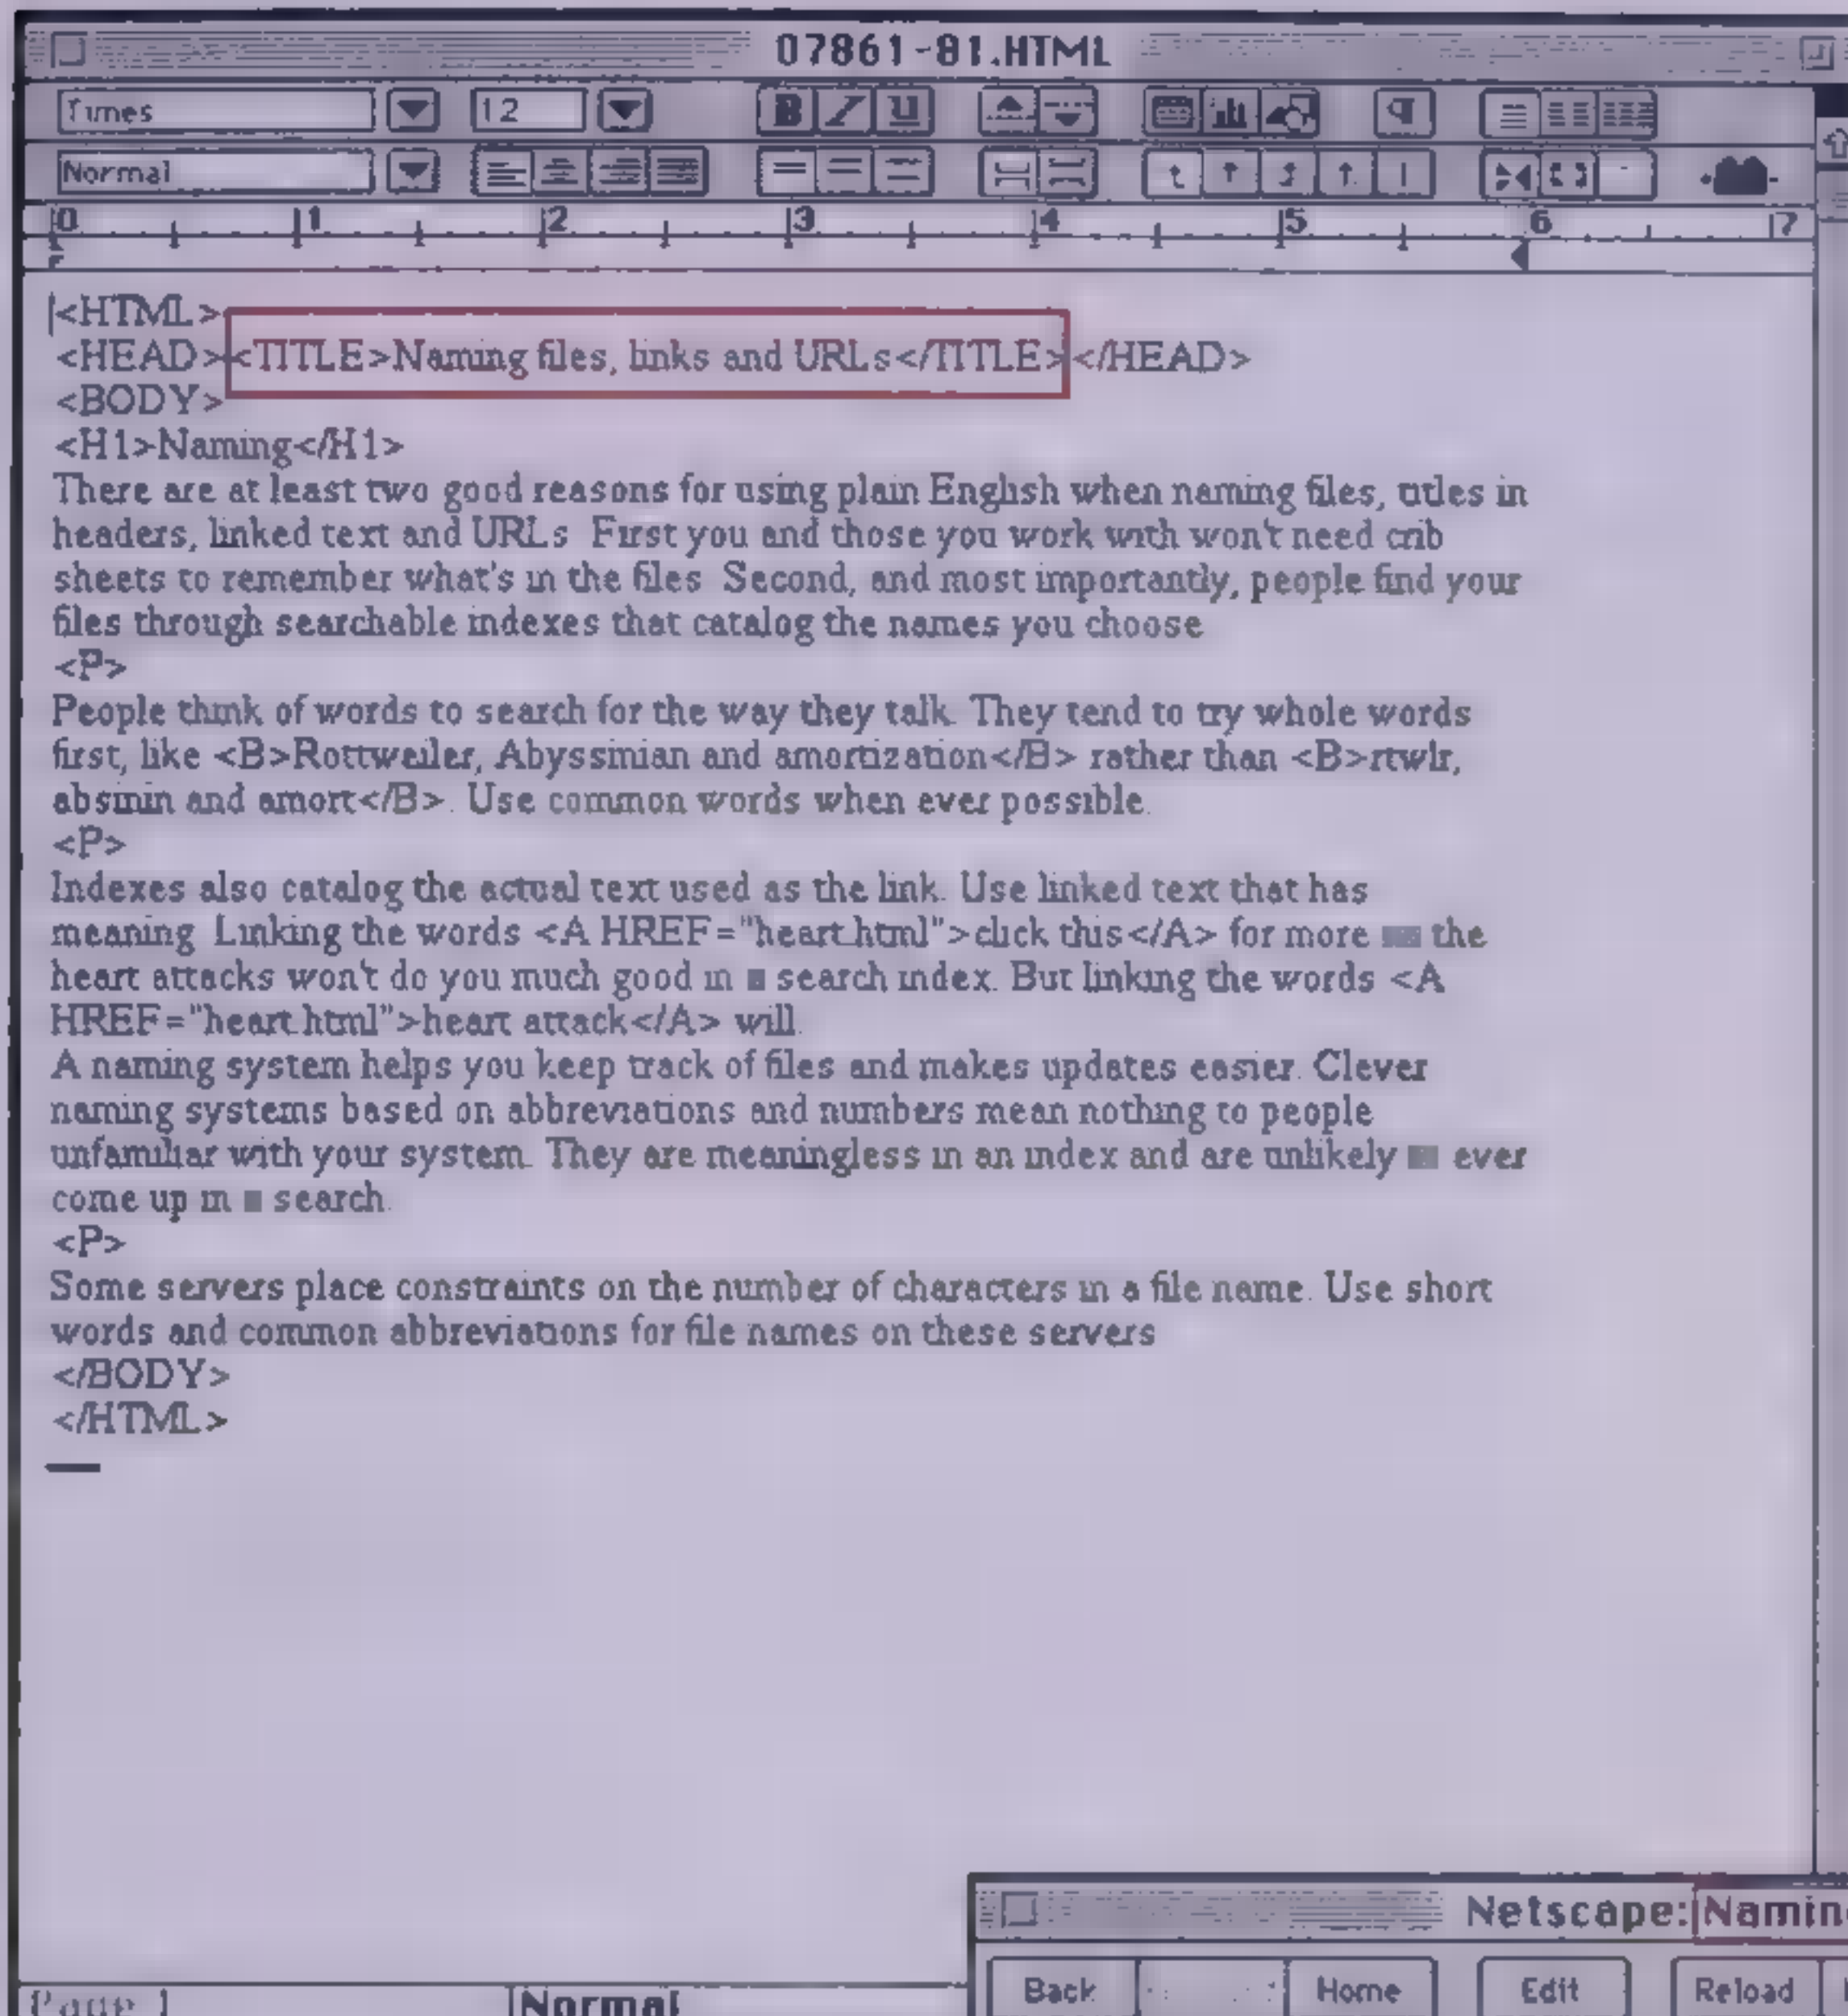 07861-81.HTML
Times 12 B I U
Normal
0 1 2 3 4 5 6 7
<HTML>
<HEAD><TITLE>Naming files, links and URLs</TITLE></HEAD>
<BODY>
<H1>Naming</H1>
There are at least two good reasons for using plain English when naming files, titles in
headers, linked text and URLs. First you and those you work with won't need crib
sheets to remember what's in the files. Second, and most importantly, people find your
files through searchable indexes that catalog the names you choose.
<P>
People think of words to search for the way they talk. They tend to try whole words
first, like <B>Rottweiler, Abyssinian and amortization</B> rather than <B>rtwlr,
absinin and amort</B>. Use common words when ever possible.
<P>
Indexes also catalog the actual text used as the link. Use linked text that has
meaning. Linking the words <A HREF="heart.html">click this</A> for more the
heart attacks won't do you much good in search index. But linking the words <A
HREF="heart.html">heart attack</A> will.
A naming system helps you keep track of files and makes updates easier. Clever
naming systems based on abbreviations and numbers mean nothing to people
unfamiliar with your system. They are meaningless in an index and are unlikely ever
come up in search.
<P>
Some servers place constraints on the number of characters in a file name. Use short
words and common abbreviations for file names on these servers.
</BODY>
</HTML>
Netscape: Naming
Back Home Edit Reload
Page 1 Normal